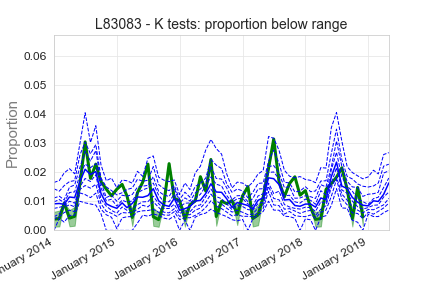 L83083 - K tests: proportion below range
Proportion
0.06
0.05
0.04
0.03
0.02
0.01
0.00
nuary 2014
January 2015
January 2016
January 2017
January 2018
January 2019